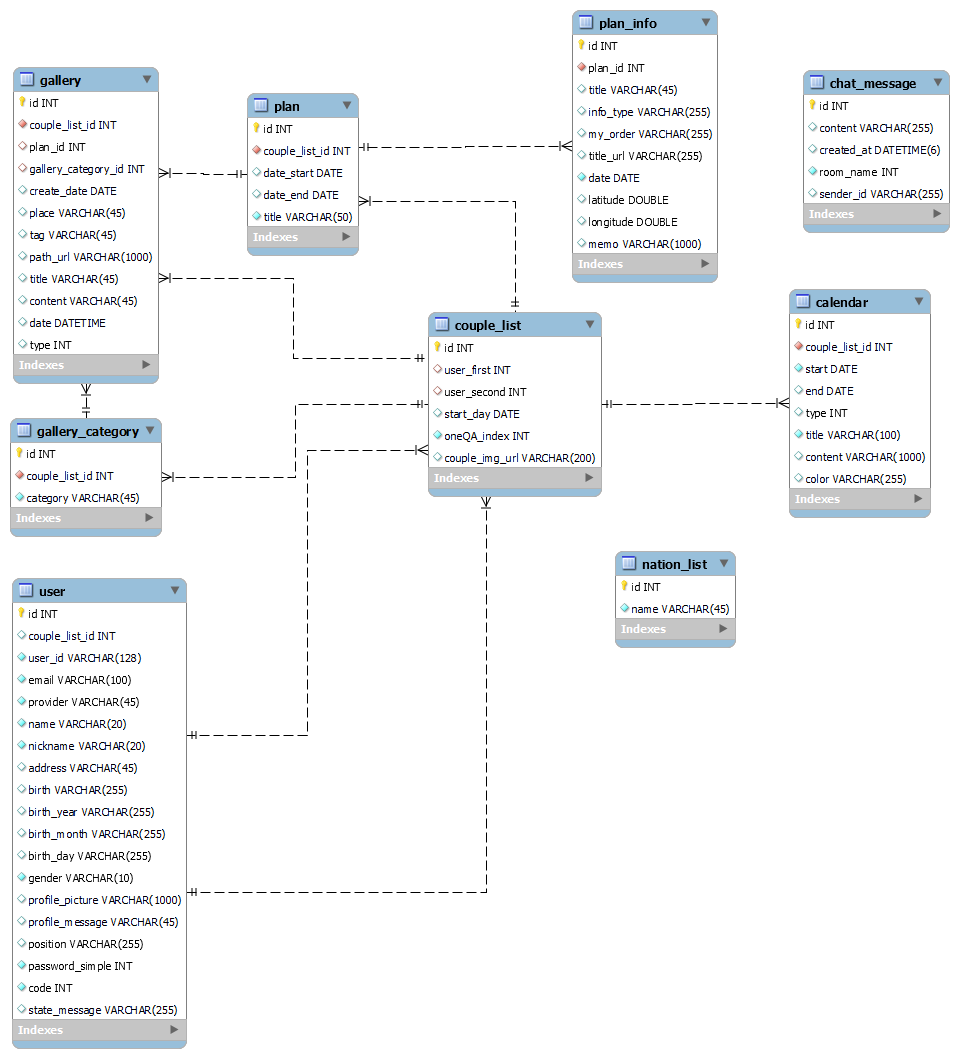 plan_info
id INT
plan_id INT
title VARCHAR(45)
info_type VARCHAR(255)
my_order VARCHAR(255)
title_url VARCHAR(255)
date DATE
latitude DOUBLE
longitude DOUBLE
memo VARCHAR(1000)
Indexes
gallery
id INT
couple_list_id INT
plan_id INT
gallery_category_id INT
create_date DATE
place VARCHAR(45)
tag VARCHAR(45)
path_url VARCHAR(1000)
title VARCHAR(45)
content VARCHAR(45)
date DATETIME
type INT
Indexes
plan
id INT
couple_list_id INT
date_start DATE
date_end DATE
title VARCHAR(50)
Indexes
chat_message
id INT
content VARCHAR(255)
created_at DATETIME(6)
room_name INT
sender_id VARCHAR(255)
Indexes
couple_list
id INT
user_first INT
user_second INT
start_day DATE
oneQA_index INT
couple_img_url VARCHAR(200)
Indexes
calendar
id INT
couple_list_id INT
start DATE
end DATE
type INT
title VARCHAR(100)
content VARCHAR(1000)
color VARCHAR(255)
Indexes
gallery_category
id INT
couple_list_id INT
category VARCHAR(45)
Indexes
nation_list
id INT
name VARCHAR(45)
Indexes
user
id INT
couple_list_id INT
user_id VARCHAR(128)
email VARCHAR(100)
provider VARCHAR(45)
name VARCHAR(20)
nickname VARCHAR(20)
address VARCHAR(45)
birth VARCHAR(255)
birth_year VARCHAR(255)
birth_month VARCHAR(255)
birth_day VARCHAR(255)
gender VARCHAR(10)
profile_picture VARCHAR(1000)
profile_message VARCHAR(45)
position VARCHAR(255)
password_simple INT
code INT
state_message VARCHAR(255)
Indexes